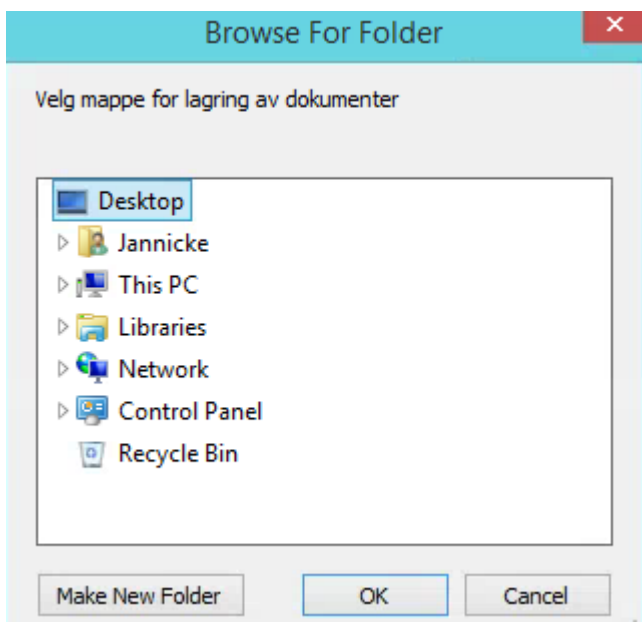 Browse For Folder
Velg mappe for lagring av dokumenter
Desktop
Jannicke
This PC
Libraries
Network
Control Panel
Recycle Bin
Make New Folder OK Cancel